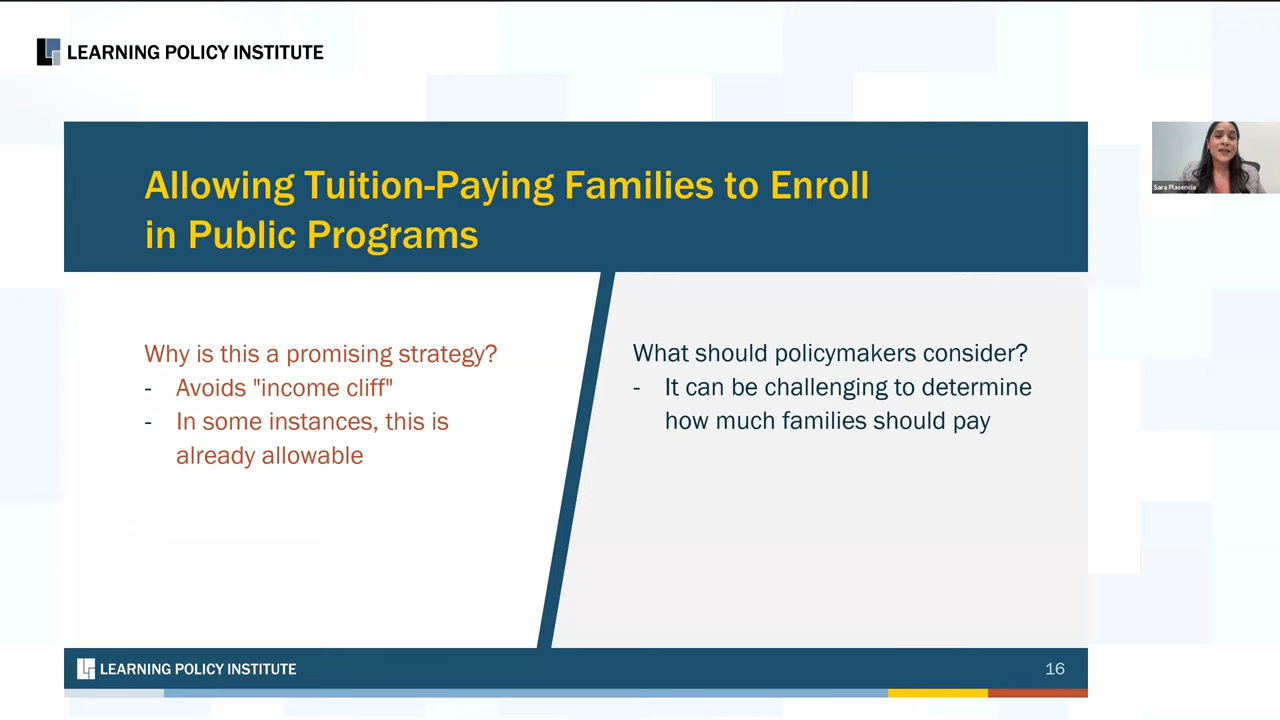 LEARNING POLICY INSTITUTE
Allowing Tuition-Paying Families to Enroll
in Public Programs
Why is this a promising strategy?
- Avoids "income cliff"
- In some instances, this is
already allowable
What should policymakers consider?
- It can be challenging to determine
how much families should pay
Sara Plasencia
LEARNING POLICY INSTITUTE
16